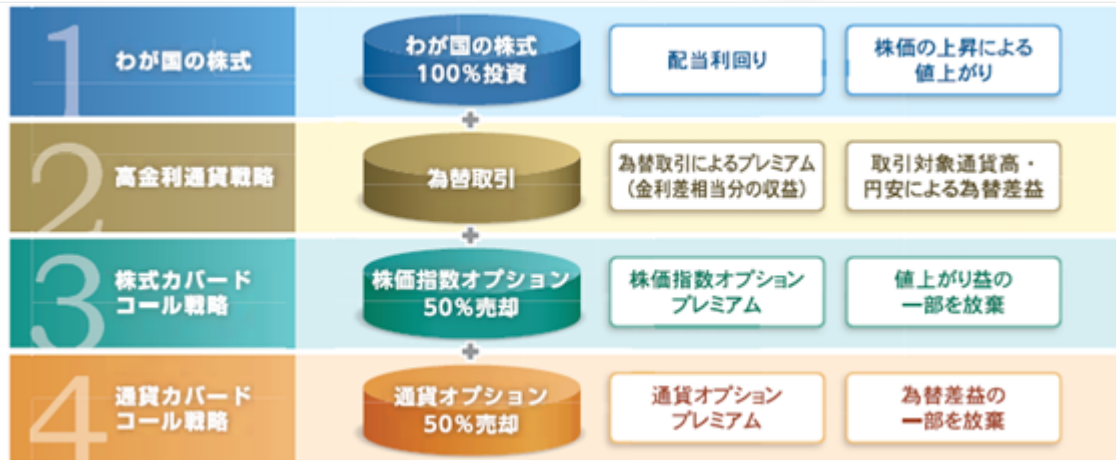 1
わが国の株式
わが国の株式
100%投資
配当利回り
株価の上昇による
値上がり
+
2
高金利通貨戦略
為替取引
為替取引によるプレミアム
(金利差相当分の収益)
取引対象通貨高・
円安による為替差益
+
3
株式カバード
コール戦略
株価指数オプション
50%売却
株価指数オプション
プレミアム
値上がり益の
一部を放棄
+
4
通貨カバード
コール戦略
通貨オプション
50%売却
通貨オプション
プレミアム
為替差益の
一部を放棄